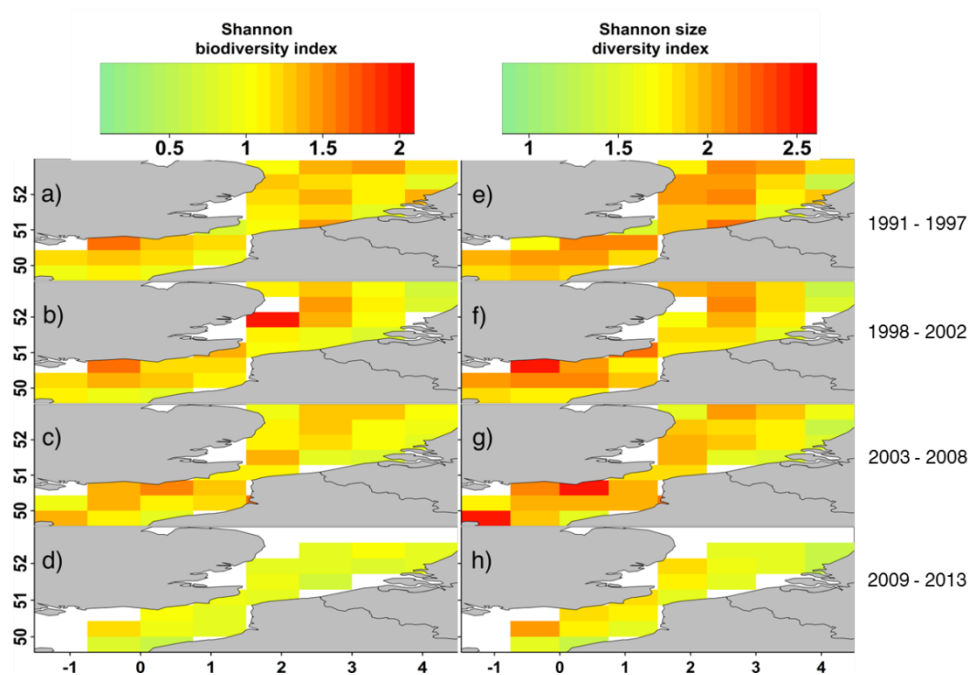 Shannon
biodiversity index
Shannon size
diversity index
0.5 1 1.5 2
1 1.5 2 2.5
a)
e)
52
51
50
1991 - 1997
b)
f)
52
51
50
1998 - 2002
c)
g)
52
51
50
2003 - 2008
d)
h)
52
51
50
2009 - 2013
-1 0 1 2 3 4
-1 0 1 2 3 4